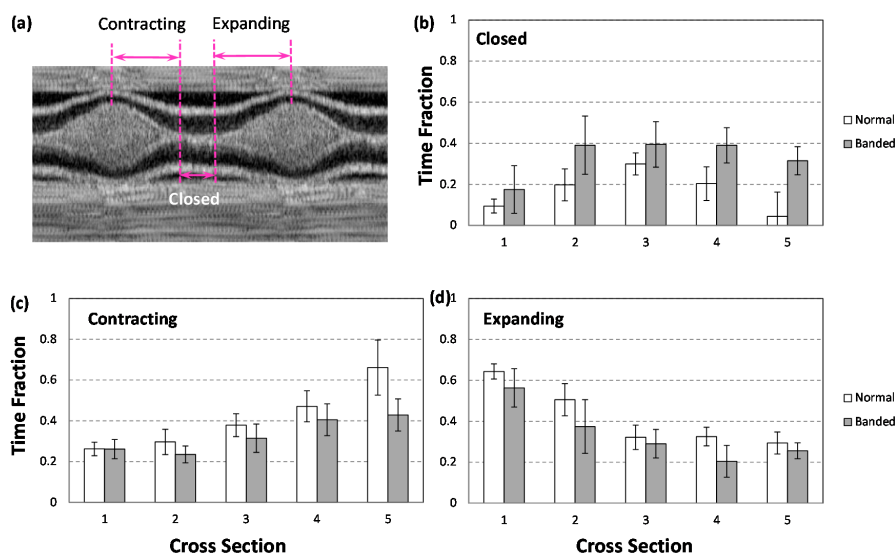 (a)
Contracting Expanding
Closed
(b)
Closed
Time Fraction
1
0.8
0.6
0.4
0.2
0
1 2 3 4 5
Normal
Banded
(c)
Contracting
Time Fraction
1
0.8
0.6
0.4
0.2
0
1 2 3 4 5
Cross Section
(d)
Expanding
1
0.8
0.6
0.4
0.2
0
1 2 3 4 5
Cross Section
Normal
Banded